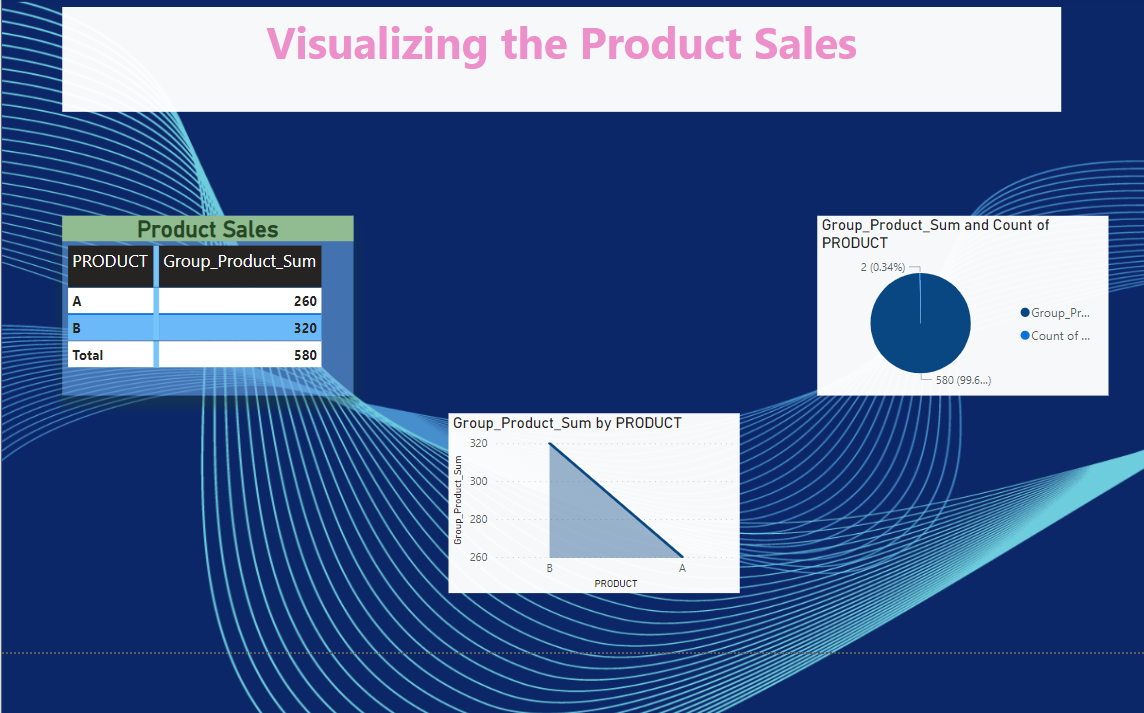 Visualizing the Product Sales
Product Sales
PRODUCT Group_Product_Sum
A 260
B 320
Total 580
Group_Product_Sum and Count of
PRODUCT
2 (0.34%)
Group_Pr...
Count of ...
580 (99.6...)
Group_Product_Sum by PRODUCT
Group_Product_Sum
320
300
280
260
B A
PRODUCT